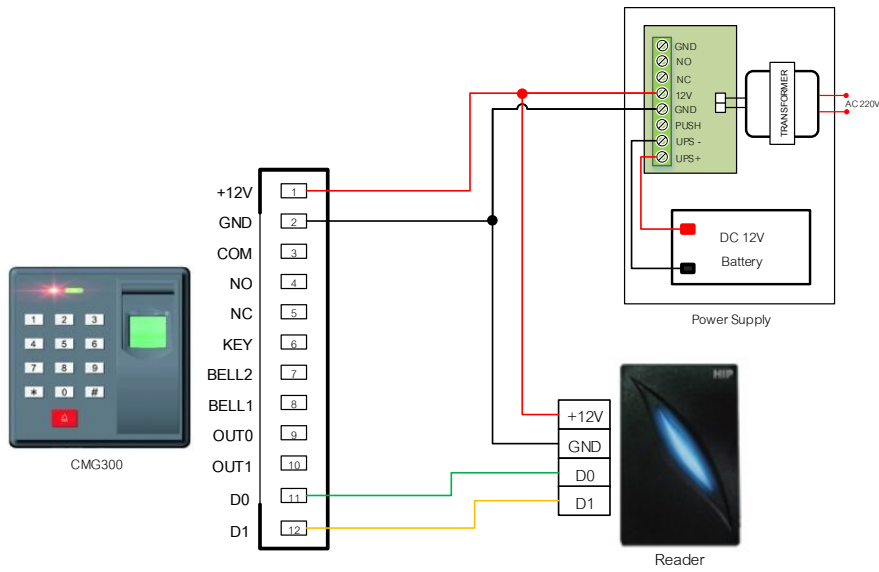 GND
NO
NC
12V
GND
PUSH
UPS -
UPS+
TRANSFORMER
AC 220V
DC 12V
Battery
Power Supply
+12V 1
GND 2
COM 3
NO 4
NC 5
KEY 6
BELL2 7
BELL1 8
OUT0 9
OUT1 10
D0 11
D1 12
1 2 3
4 5 6
7 8 9
* 0 #
CMG300
+12V
GND
D0
D1
HIP
Reader